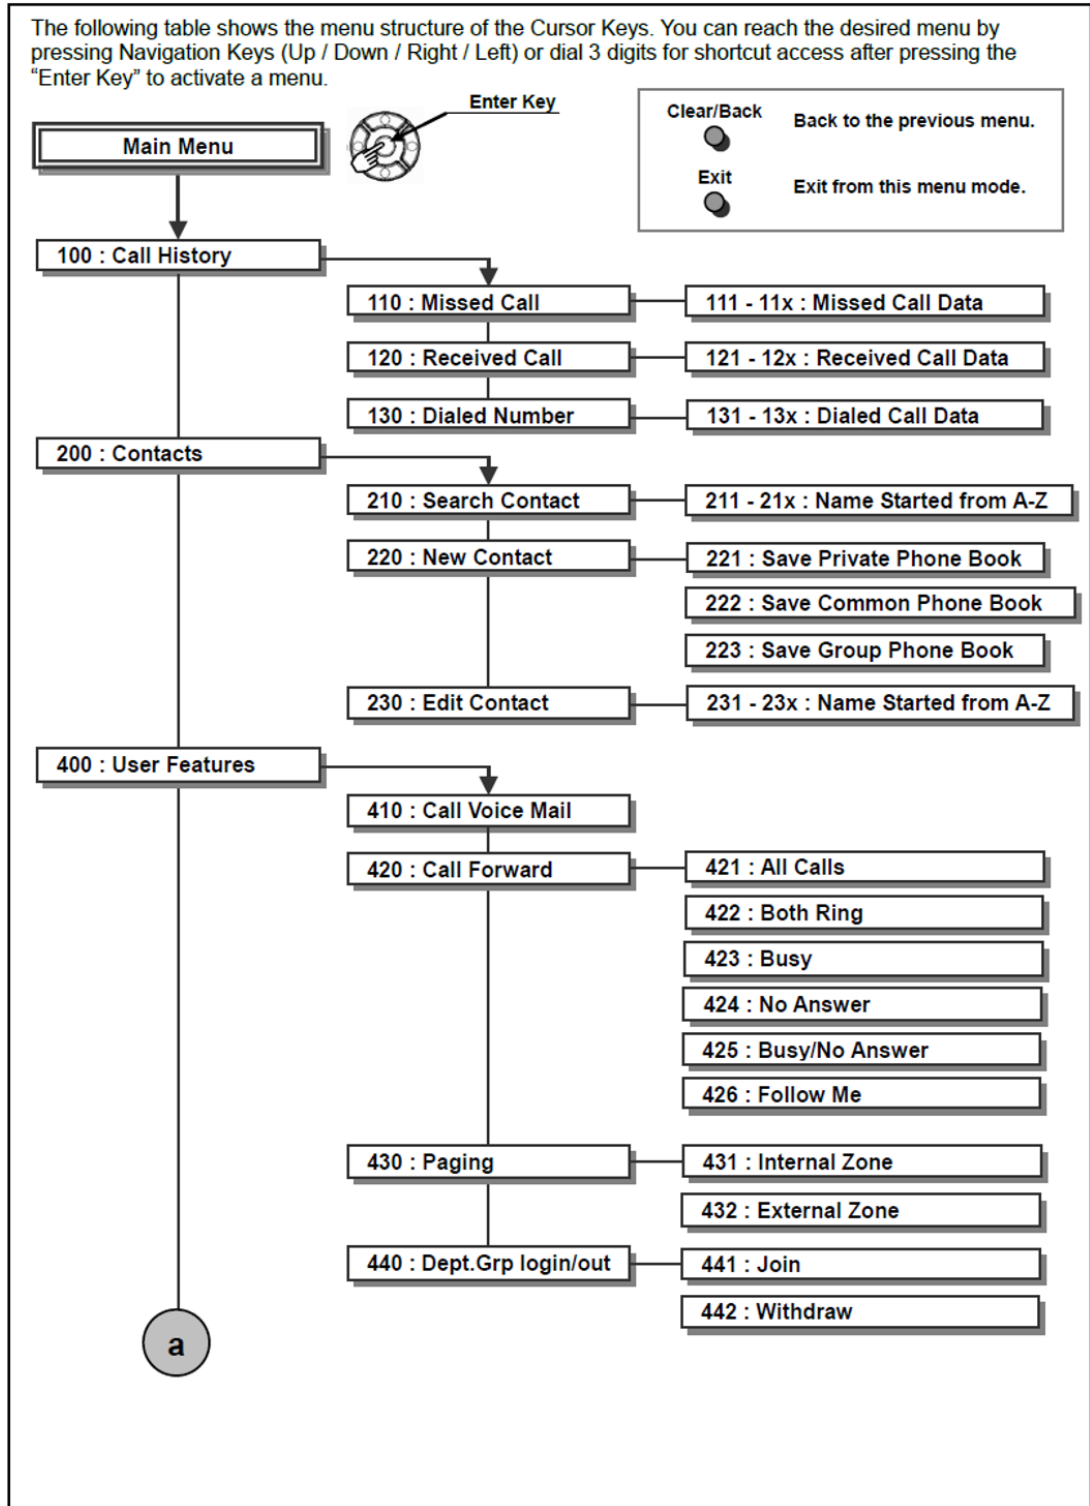 The following table shows the menu structure of the Cursor Keys. You can reach the desired menu by
pressing Navigation Keys (Up / Down / Right / Left) or dial 3 digits for shortcut access after pressing the
“Enter Key” to activate a menu.
Enter Key
Main Menu
Clear/Back
Back to the previous menu.
Exit
Exit from this menu mode.
100 : Call History
110 : Missed Call
111 - 11x : Missed Call Data
120 : Received Call
121 - 12x : Received Call Data
130 : Dialed Number
131 - 13x : Dialed Call Data
200 : Contacts
210 : Search Contact
211 - 21x : Name Started from A-Z
220 : New Contact
221 : Save Private Phone Book
222 : Save Common Phone Book
223 : Save Group Phone Book
230 : Edit Contact
231 - 23x : Name Started from A-Z
400 : User Features
410 : Call Voice Mail
420 : Call Forward
421 : All Calls
422 : Both Ring
423 : Busy
424 : No Answer
425 : Busy/No Answer
426 : Follow Me
430 : Paging
431 : Internal Zone
432 : External Zone
440 : Dept.Grp login/out
441 : Join
442 : Withdraw
a